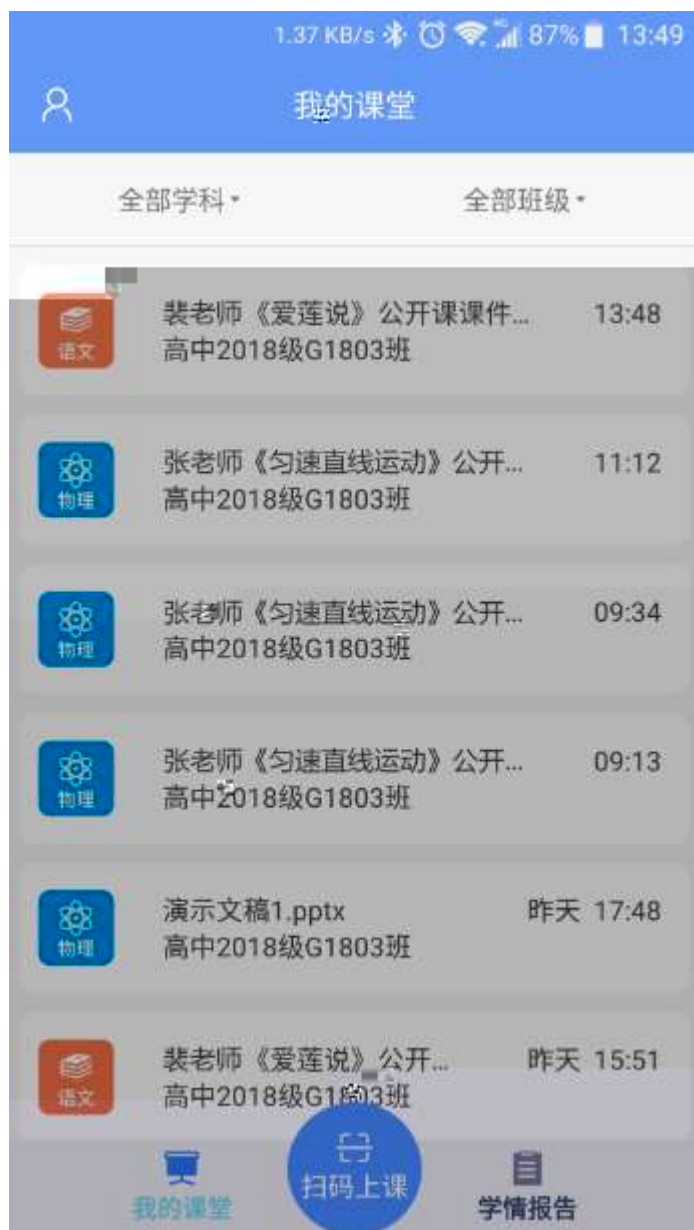 1.37 KB/s 4G 87% 13:49
我的课堂
全部学科 全部班级
裴老师《爱莲说》公开课课件... 13:48
语文 高中2018级G1803班
张老师《匀速直线运动》公开... 11:12
物理 高中2018级G1803班
张老师《匀速直线运动》公开... 09:34
物理 高中2018级G1803班
张老师《匀速直线运动》公开... 09:13
物理 高中2018级G1803班
演示文稿1.pptx 昨天 17:48
物理 高中2018级G1803班
裴老师《爱莲说》公开... 昨天 15:51
语文 高中2018级G1803班
我的课堂 扫码上课 学情报告